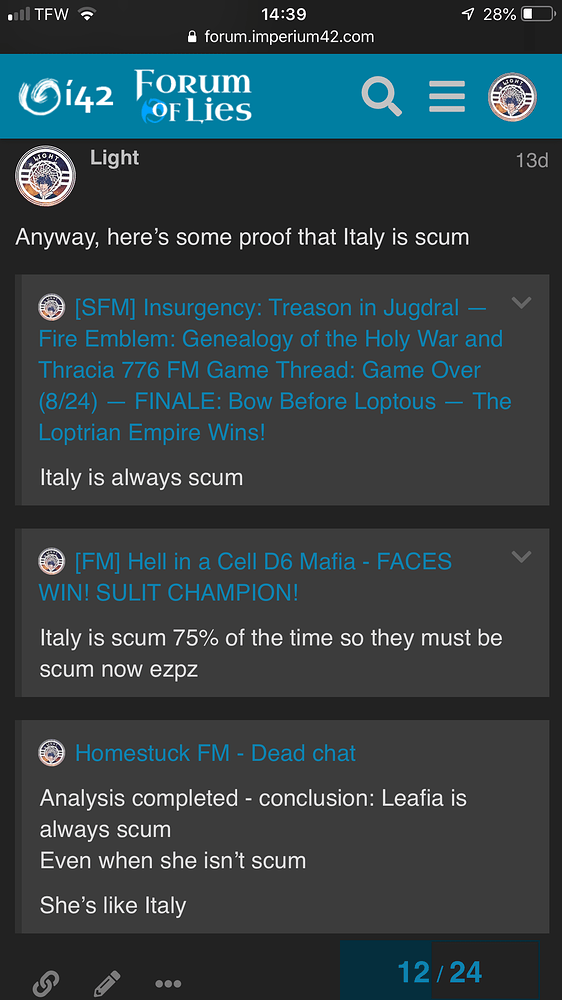 TFW 14:39 28%
forum.imperium42.com
i42 FORUM OF LIES
Light 13d
Anyway, here’s some proof that Italy is scum
[SFM] Insurgency: Treason in Jugdral —
Fire Emblem: Genealogy of the Holy War and
Thracia 776 FM Game Thread: Game Over
(8/24) — FINALE: Bow Before Loptous — The
Loptrian Empire Wins!
Italy is always scum
[FM] Hell in a Cell D6 Mafia - FACES
WIN! SULIT CHAMPION!
Italy is scum 75% of the time so they must be
scum now ezpz
Homestuck FM - Dead chat
Analysis completed - conclusion: Leafia is
always scum
Even when she isn’t scum
She’s like Italy
12 / 24